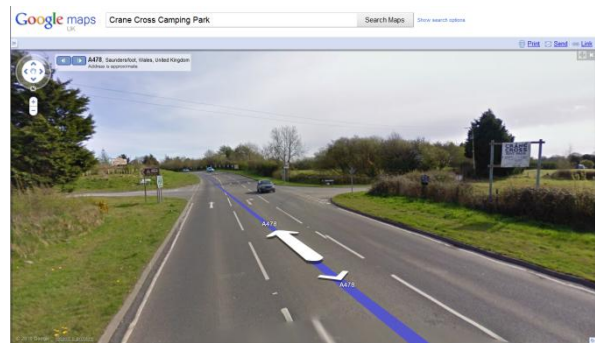 Google maps
UK
Crane Cross Camping Park
Search Maps
Show search options
Print
Send
Link
A478, Saundersfoot, Wales, United Kingdom
Address is approximate
CRANE
CROSS
A478
A478